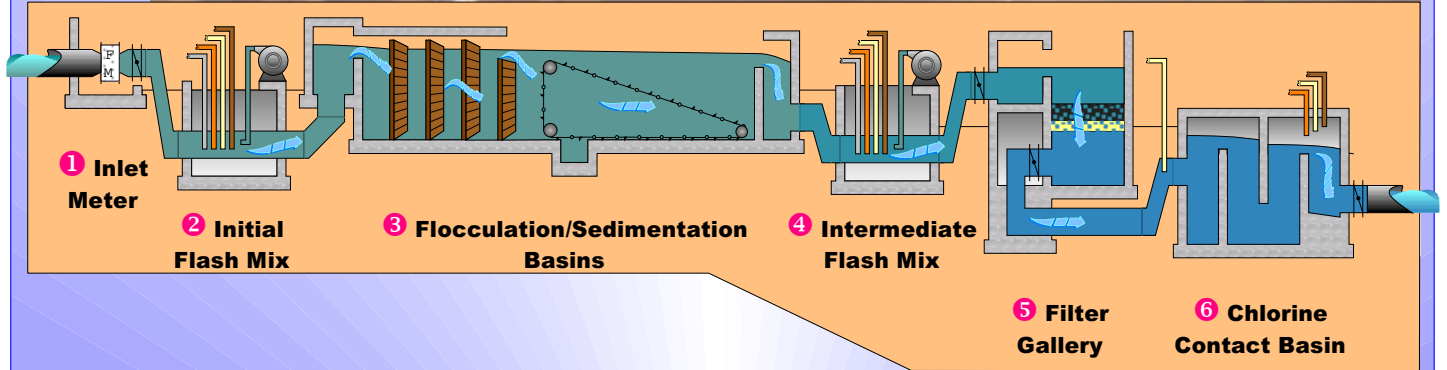 F
M
❶ Inlet
Meter
❷ Initial
Flash Mix
❸ Flocculation/Sedimentation
Basins
❹ Intermediate
Flash Mix
❺ Filter
Gallery
❻ Chlorine
Contact Basin